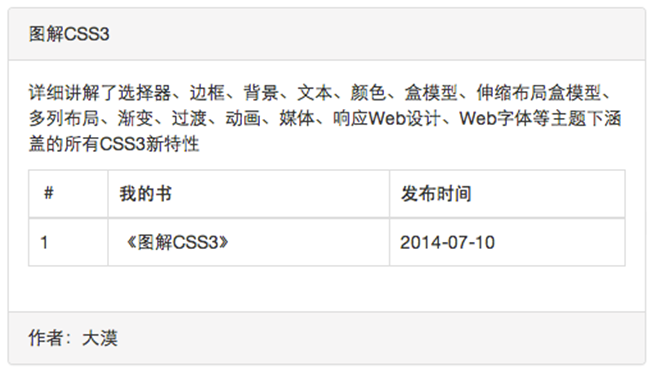 图解CSS3
详细讲解了选择器、边框、背景、文本、颜色、盒模型、伸缩布局盒模型、
多列布局、渐变、过渡、动画、媒体、响应Web设计、Web字体等主题下涵
盖的所有CSS3新特性
# 我的书 发布时间
1 《图解CSS3》 2014-07-10
作者：大漠